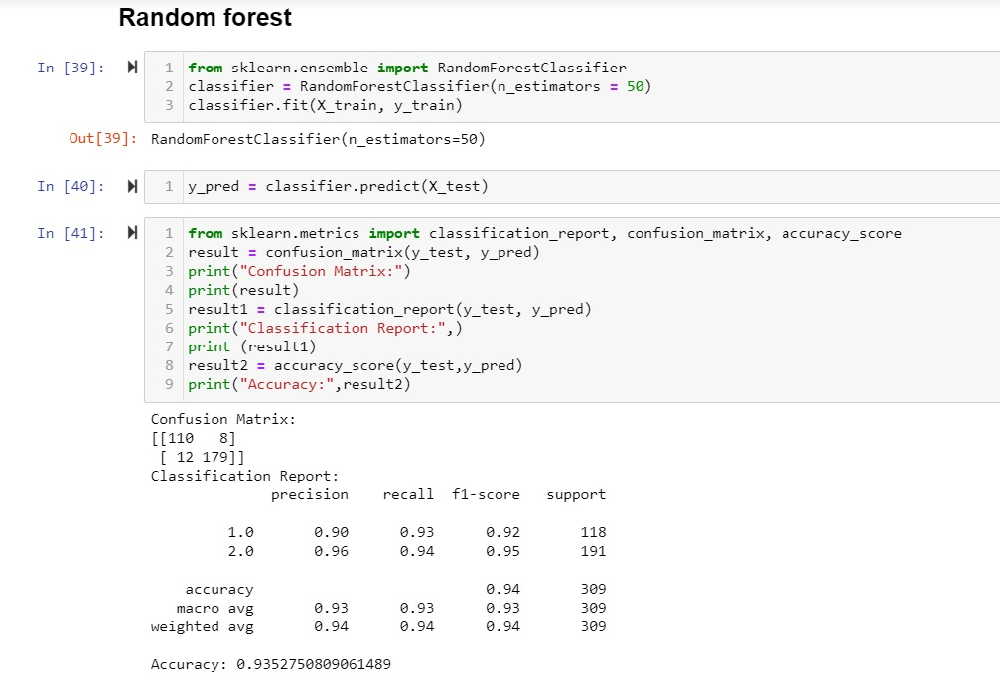 Random forest
In [39]:
1 from sklearn.ensemble import RandomForestClassifier
2 classifier = RandomForestClassifier(n_estimators = 50)
3 classifier.fit(X_train, y_train)
Out[39]: RandomForestClassifier(n_estimators=50)
In [40]:
1 y_pred = classifier.predict(X_test)
In [41]:
1 from sklearn.metrics import classification_report, confusion_matrix, accuracy_score
2 result = confusion_matrix(y_test, y_pred)
3 print("Confusion Matrix:")
4 print(result)
5 result1 = classification_report(y_test, y_pred)
6 print("Classification Report:",)
7 print (result1)
8 result2 = accuracy_score(y_test,y_pred)
9 print("Accuracy:",result2)
Confusion Matrix:
[[110   8]
 [ 12 179]]
Classification Report:
              precision    recall  f1-score   support
         1.0       0.90      0.93      0.92       118
         2.0       0.96      0.94      0.95       191
    accuracy                           0.94       309
   macro avg       0.93      0.93      0.93       309
weighted avg       0.94      0.94      0.94       309
Accuracy: 0.9352750809061489